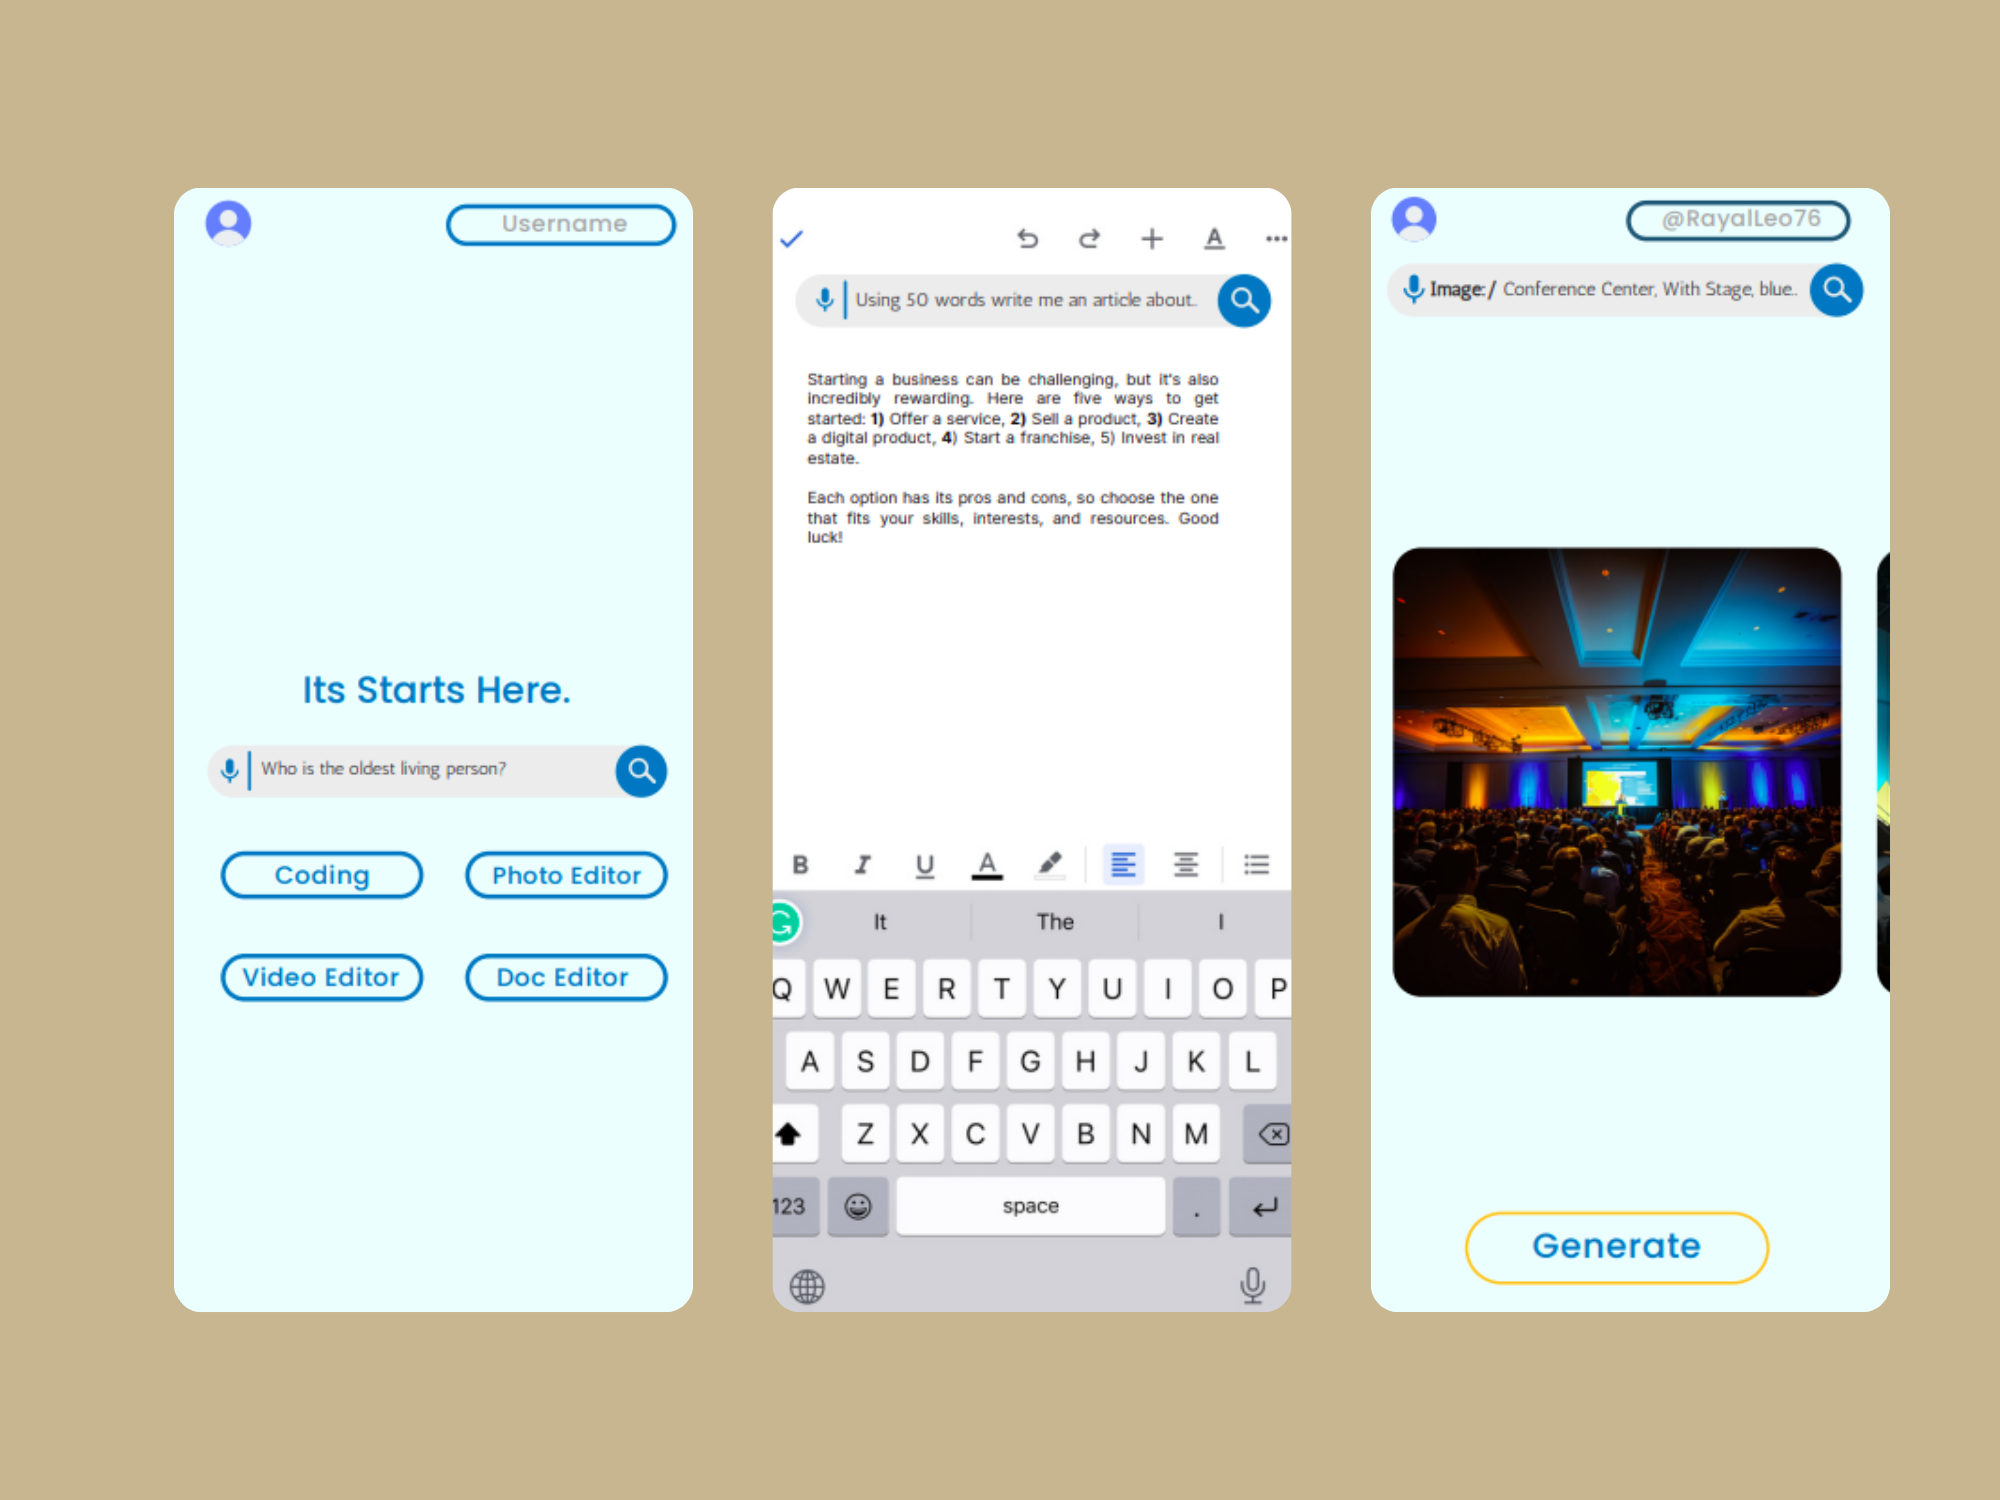 Username
Its Starts Here.
Who is the oldest living person?
Coding
Photo Editor
Video Editor
Doc Editor
A
Using 50 words write me an article about..
Starting a business can be challenging, but it's also
incredibly rewarding. Here are five ways to get
started: 1) Offer a service, 2) Sell a product, 3) Create
a digital product, 4) Start a franchise, 5) Invest in real
estate.
Each option has its pros and cons, so choose the one
that fits your skills, interests, and resources. Good
luck!
B I U A
It The I
Q W E R T Y U I O P
A S D F G H J K L
Z X C V B N M
123 space .
@RayalLeo76
Image:/ Conference Center, With Stage, blue..
Generate